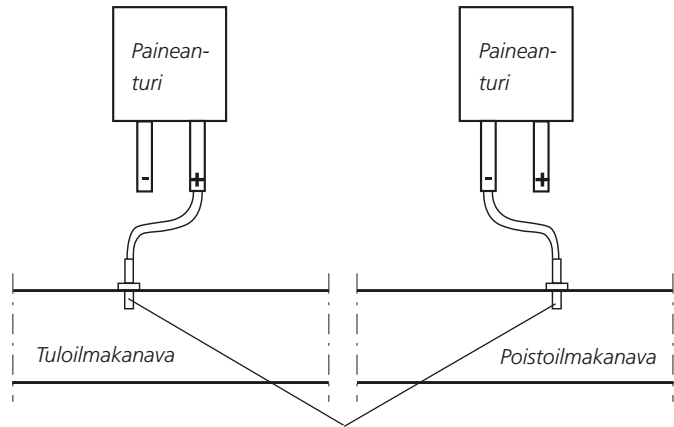 Painean-
turi
- +
Painean-
turi
- +
Tuloilmakanava
Poistoilmakanava